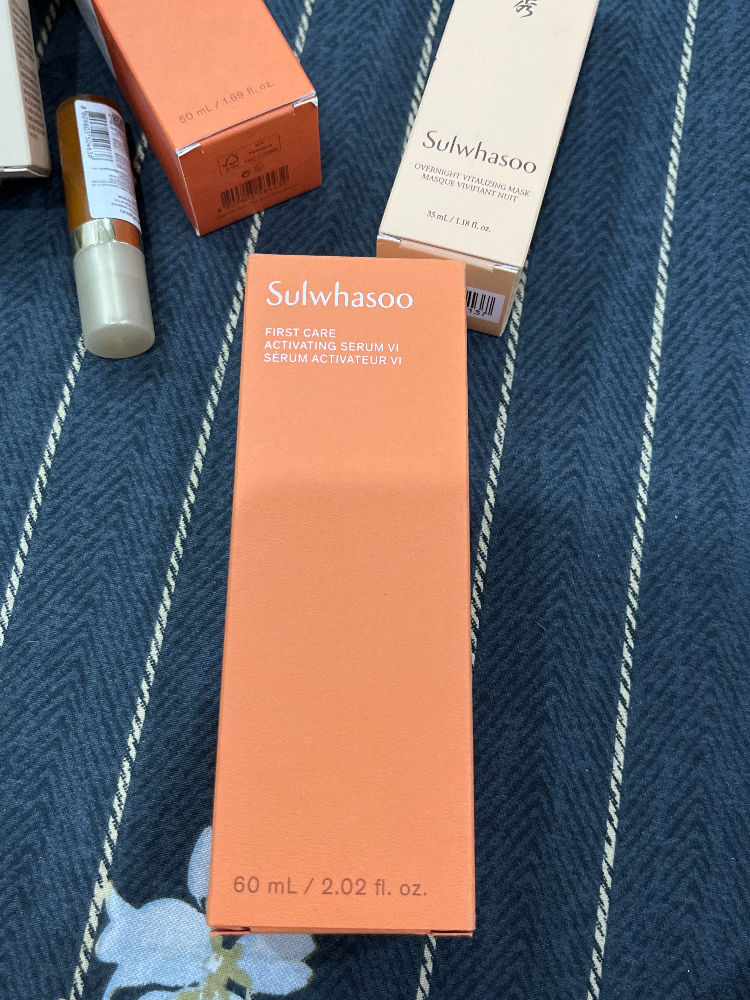 50 mL / 1.69 fl. oz.
Sulwhasoo
OVERNIGHT VITALIZING MASK
MASQUE VIVIFIANT NUIT
35 mL / 1.18 fl. oz.
Sulwhasoo
FIRST CARE
ACTIVATING SERUM VI
SÉRUM ACTIVATEUR VI
60 mL / 2.02 fl. oz.